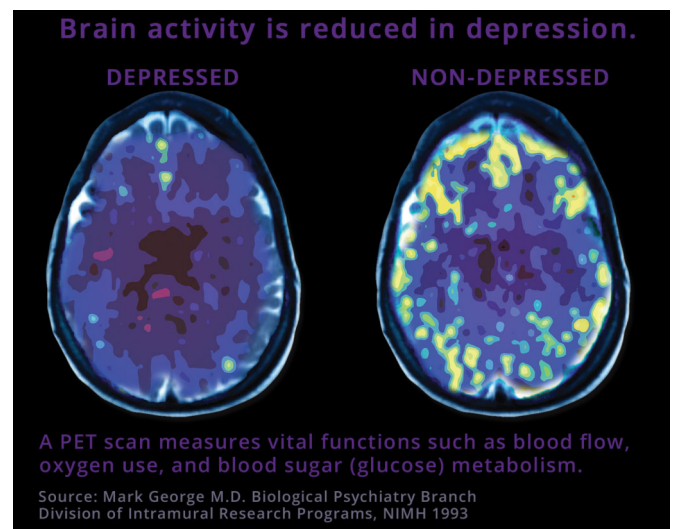 Brain activity is reduced in depression.
DEPRESSED
NON-DEPRESSED
A PET scan measures vital functions such as blood flow,
oxygen use, and blood sugar (glucose) metabolism.
Source: Mark George M.D. Biological Psychiatry Branch
Division of Intramural Research Programs, NIMH 1993